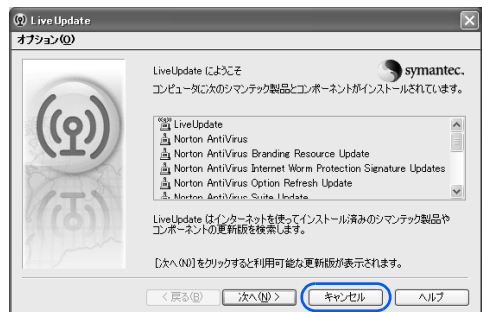 LiveUpdate
オプション(O)
LiveUpdate にようこそ
symantec.
コンピュータに次のシマンテック製品とコンポーネントがインストールされています。
LiveUpdate
Norton AntiVirus
Norton AntiVirus Branding Resource Update
Norton AntiVirus Internet Worm Protection Signature Updates
Norton AntiVirus Option Refresh Update
Norton AntiVirus Suite Update
LiveUpdate はインターネットを使ってインストール済みのシマンテック製品や
コンポーネントの更新版を検索します。
[次へ(N)] をクリックすると利用可能な更新版が表示されます。
< 戻る(B) 次へ(N) > キャンセル ヘルプ